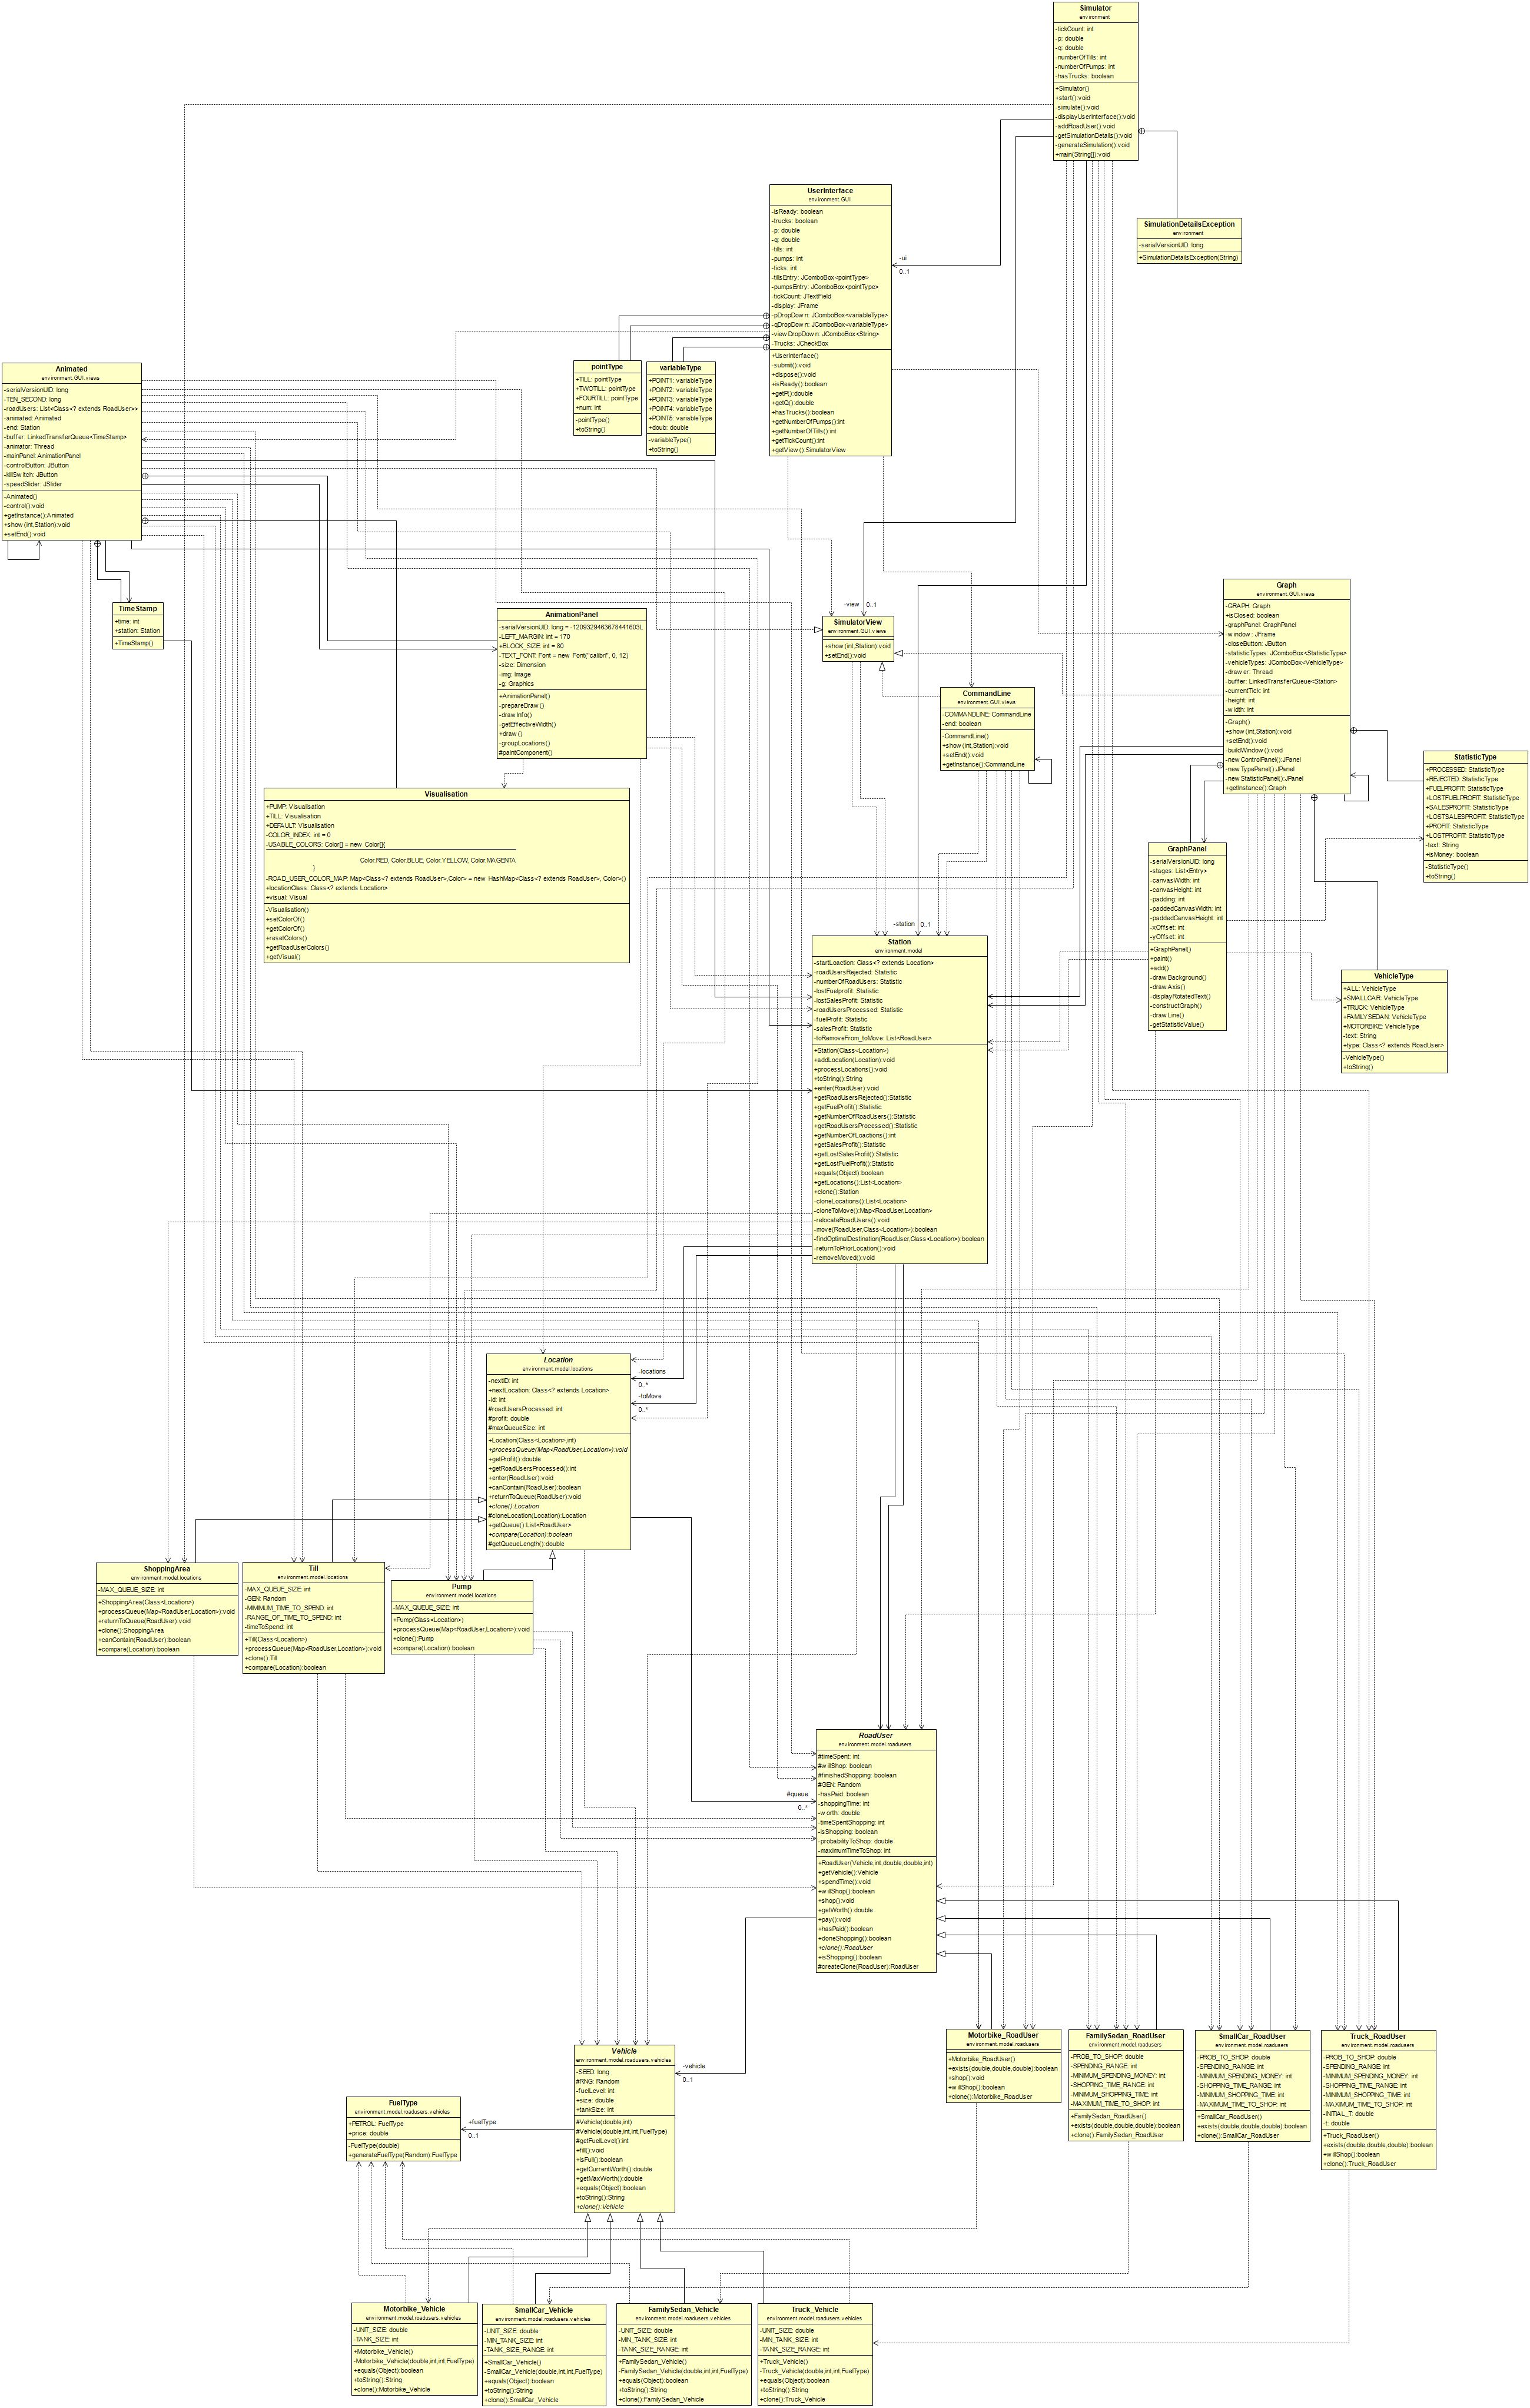 Simulator
environment
-tickCount: int
-p: double
-q: double
-numberOfTills: int
-numberOfPumps: int
-hasTrucks: boolean
+Simulator()
+start():void
-simulate():void
-displayUserInterface():void
-addRoadUser():void
-getSimulationDetails():void
-generateSimulation():void
+main(String[]):void
SimulationDetailsException
environment
-serialVersionUID: long
+SimulationDetailsException(String)
UserInterface
environment.GUI
-isReady: boolean
-trucks: boolean
-p: double
-q: double
-tills: int
-pumps: int
-ticks: int
-tillsEntry: JComboBox<pointType>
-pumpsEntry: JComboBox<pointType>
-tickCount: JTextField
-display: JFrame
-pDropDown: JComboBox<variableType>
-qDropDown: JComboBox<variableType>
-viewDropDown: JComboBox<String>
-Trucks: JCheckBox
+UserInterface()
-submit():void
+dispose():void
+isReady():boolean
+getP():double
+getQ():double
+hasTrucks():boolean
+getNumberOfPumps():int
+getNumberOfTills():int
+getTickCount():int
+getView():SimulatorView
-ui
0..1
pointType
+TILL: pointType
+TWOTILL: pointType
+FOURTILL: pointType
+num: int
-pointType()
+toString()
variableType
+POINT1: variableType
+POINT2: variableType
+POINT3: variableType
+POINT4: variableType
+POINT5: variableType
+doub: double
-variableType()
+toString()
Animated
environment.GUI.views
-serialVersionUID: long
-TEN_SECOND: long
-roadUsers: List<Class<? extends RoadUser>>
-animated: Animated
-end: Station
-buffer: LinkedTransferQueue<TimeStamp>
-animator: Thread
-mainPanel: AnimationPanel
-controlButton: JButton
-killSwitch: JButton
-speedSlider: JSlider
-Animated()
-control():void
+getInstance():Animated
+show(int,Station):void
+setEnd():void
TimeStamp
+time: int
+station: Station
+TimeStamp()
AnimationPanel
-serialVersionUID: long = -1209329463678441603L
-LEFT_MARGIN: int = 170
+BLOCK_SIZE: int = 80
-TEXT_FONT: Font = new Font("calibri", 0, 12)
-size: Dimension
-img: Image
-g: Graphics
+AnimationPanel()
-prepareDraw()
-drawInfo()
-getEffectiveWidth()
+draw()
-groupLocations()
#paintComponent()
-view
0..1
SimulatorView
environment.GUI.views
+show(int,Station):void
+setEnd():void
CommandLine
environment.GUI.views
-COMMANDLINE: CommandLine
-end: boolean
-CommandLine()
+show(int,Station):void
+setEnd():void
+getInstance():CommandLine
Graph
environment.GUI.views
-GRAPH: Graph
+isClosed: boolean
-graphPanel: GraphPanel
-window: JFrame
-closeButton: JButton
-statisticTypes: JComboBox<StatisticType>
-vehicleTypes: JComboBox<VehicleType>
-drawer: Thread
-buffer: LinkedTransferQueue<Station>
-currentTick: int
-height: int
-width: int
-Graph()
+show(int,Station):void
+setEnd():void
-buildWindow():void
-newControlPanel():JPanel
-newTypePanel():JPanel
-newStatisticPanel():JPanel
+getInstance():Graph
StatisticType
+PROCESSED: StatisticType
+REJECTED: StatisticType
+FUELPROFIT: StatisticType
+LOSTFUELPROFIT: StatisticType
+SALESPROFIT: StatisticType
+LOSTSALESPROFIT: StatisticType
+PROFIT: StatisticType
+LOSTPROFIT: StatisticType
-text: String
+isMoney: boolean
-StatisticType()
+toString()
Visualisation
+PUMP: Visualisation
+TILL: Visualisation
+DEFAULT: Visualisation
-COLOR_INDEX: int = 0
-USABLE_COLORS: Color[] = new Color[]{
Color.RED, Color.BLUE, Color.YELLOW, Color.MAGENTA
}
-ROAD_USER_COLOR_MAP: Map<Class<? extends RoadUser>,Color> = new HashMap<Class<? extends RoadUser>, Color>()
+locationClass: Class<? extends Location>
+visual: Visual
-Visualisation()
+setColorOf()
+getColorOf()
+resetColors()
+getRoadUserColors()
+getVisual()
GraphPanel
-serialVersionUID: long
-stages: List<Entry>
-canvasWidth: int
-canvasHeight: int
-padding: int
-paddedCanvasWidth: int
-paddedCanvasHeight: int
-xOffset: int
-yOffset: int
+GraphPanel()
+paint()
+add()
-drawBackground()
-drawAxis()
-displayRotatedText()
-constructGraph()
-drawLine()
-getStatisticValue()
VehicleType
+ALL: VehicleType
+SMALLCAR: VehicleType
+TRUCK: VehicleType
+FAMILYSEDAN: VehicleType
+MOTORBIKE: VehicleType
-text: String
+type: Class<? extends RoadUser>
-VehicleType()
+toString()
-station
0..1
Station
environment.model
-startLoaction: Class<? extends Location>
-roadUsersRejected: Statistic
-numberOfRoadUsers: Statistic
-lostFuelprofit: Statistic
-lostSalesProfit: Statistic
-roadUsersProcessed: Statistic
-fuelProfit: Statistic
-salesProfit: Statistic
-toRemoveFrom_toMove: List<RoadUser>
+Station(Class<Location>)
+addLocation(Location):void
+processLocations():void
+toString():String
+enter(RoadUser):void
+getRoadUsersRejected():Statistic
+getFuelProfit():Statistic
+getNumberOfRoadUsers():Statistic
+getRoadUsersProcessed():Statistic
+getNumberOfLoactions():int
+getSalesProfit():Statistic
+getLostSalesProfit():Statistic
+getLostFuelProfit():Statistic
+equals(Object):boolean
+getLocations():List<Location>
+clone():Station
-cloneLocations():List<Location>
-cloneToMove():Map<RoadUser,Location>
-relocateRoadUsers():void
-move(RoadUser,Class<Location>):boolean
-findOptimalDestination(RoadUser,Class<Location>):boolean
-returnToPriorLocation():void
-removeMoved():void
Location
environment.model.locations
-nextID: int
+nextLocation: Class<? extends Location>
-id: int
#roadUsersProcessed: int
#profit: double
#maxQueueSize: int
+Location(Class<Location>,int)
+processQueue(Map<RoadUser,Location>):void
+getProfit():double
+getRoadUsersProcessed():int
+enter(RoadUser):void
+canContain(RoadUser):boolean
+returnToQueue(RoadUser):void
+clone():Location
#cloneLocation(Location):Location
+getQueue():List<RoadUser>
+compare(Location):boolean
#getQueueLength():double
-locations
0..*
-toMove
0..*
ShoppingArea
environment.model.locations
-MAX_QUEUE_SIZE: int
+ShoppingArea(Class<Location>)
+processQueue(Map<RoadUser,Location>):void
+returnToQueue(RoadUser):void
+clone():ShoppingArea
+canContain(RoadUser):boolean
+compare(Location):boolean
Till
environment.model.locations
-MAX_QUEUE_SIZE: int
-GEN: Random
-MIMIMUM_TIME_TO_SPEND: int
-RANGE_OF_TIME_TO_SPEND: int
-timeToSpend: int
+Till(Class<Location>)
+processQueue(Map<RoadUser,Location>):void
+clone():Till
+compare(Location):boolean
Pump
environment.model.locations
-MAX_QUEUE_SIZE: int
+Pump(Class<Location>)
+processQueue(Map<RoadUser,Location>):void
+clone():Pump
+compare(Location):boolean
#queue
0..*
RoadUser
environment.model.roadusers
#timeSpent: int
#willShop: boolean
#finishedShopping: boolean
#GEN: Random
-hasPaid: boolean
-shoppingTime: int
-worth: double
-timeSpentShopping: int
-isShopping: boolean
-probabilityToShop: double
-maximumTimeToShop: int
+RoadUser(Vehicle,int,double,double,int)
+getVehicle():Vehicle
+spendTime():void
+willShop():boolean
+shop():void
+getWorth():double
+pay():void
+hasPaid():boolean
+doneShopping():boolean
+clone():RoadUser
+isShopping():boolean
#createClone(RoadUser):RoadUser
Motorbike_RoadUser
environment.model.roadusers
+Motorbike_RoadUser()
+exists(double,double,double):boolean
+shop():void
+willShop():boolean
+clone():Motorbike_RoadUser
FamilySedan_RoadUser
environment.model.roadusers
-PROB_TO_SHOP: double
-SPENDING_RANGE: int
-MINIMUM_SPENDING_MONEY: int
-SHOPPING_TIME_RANGE: int
-MINIMUM_SHOPPING_TIME: int
-MAXIMUM_TIME_TO_SHOP: int
+FamilySedan_RoadUser()
+exists(double,double,double):boolean
+clone():FamilySedan_RoadUser
SmallCar_RoadUser
environment.model.roadusers
-PROB_TO_SHOP: double
-SPENDING_RANGE: int
-MINIMUM_SPENDING_MONEY: int
-SHOPPING_TIME_RANGE: int
-MINIMUM_SHOPPING_TIME: int
-MAXIMUM_TIME_TO_SHOP: int
+SmallCar_RoadUser()
+exists(double,double,double):boolean
+clone():SmallCar_RoadUser
Truck_RoadUser
environment.model.roadusers
-PROB_TO_SHOP: double
-SPENDING_RANGE: int
-MINIMUM_SPENDING_MONEY: int
-SHOPPING_TIME_RANGE: int
-MINIMUM_SHOPPING_TIME: int
-MAXIMUM_TIME_TO_SHOP: int
-INITIAL_T: double
-t: double
+Truck_RoadUser()
+exists(double,double,double):boolean
+willShop():boolean
+clone():Truck_RoadUser
Vehicle
environment.model.roadusers.vehicles
-SEED: long
#RNG: Random
-fuelLevel: int
+size: double
+tankSize: int
#Vehicle(double,int)
#Vehicle(double,int,int,FuelType)
#getFuelLevel():int
+fill():void
+isFull():boolean
+getCurrentWorth():double
+getMaxWorth():double
+equals(Object):boolean
+toString():String
+clone():Vehicle
-vehicle
0..1
FuelType
environment.model.roadusers.vehicles
+PETROL: FuelType
+price: double
-FuelType(double)
+generateFuelType(Random):FuelType
+fuelType
0..1
Motorbike_Vehicle
environment.model.roadusers.vehicles
-UNIT_SIZE: double
-TANK_SIZE: int
+Motorbike_Vehicle()
-Motorbike_Vehicle(double,int,int,FuelType)
+equals(Object):boolean
+toString():String
+clone():Motorbike_Vehicle
SmallCar_Vehicle
environment.model.roadusers.vehicles
-UNIT_SIZE: double
-MIN_TANK_SIZE: int
-TANK_SIZE_RANGE: int
+SmallCar_Vehicle()
-SmallCar_Vehicle(double,int,int,FuelType)
+equals(Object):boolean
+toString():String
+clone():SmallCar_Vehicle
FamilySedan_Vehicle
environment.model.roadusers.vehicles
-UNIT_SIZE: double
-MIN_TANK_SIZE: int
-TANK_SIZE_RANGE: int
+FamilySedan_Vehicle()
-FamilySedan_Vehicle(double,int,int,FuelType)
+equals(Object):boolean
+toString():String
+clone():FamilySedan_Vehicle
Truck_Vehicle
environment.model.roadusers.vehicles
-UNIT_SIZE: double
-MIN_TANK_SIZE: int
-TANK_SIZE_RANGE: int
+Truck_Vehicle()
-Truck_Vehicle(double,int,int,FuelType)
+equals(Object):boolean
+toString():String
+clone():Truck_Vehicle